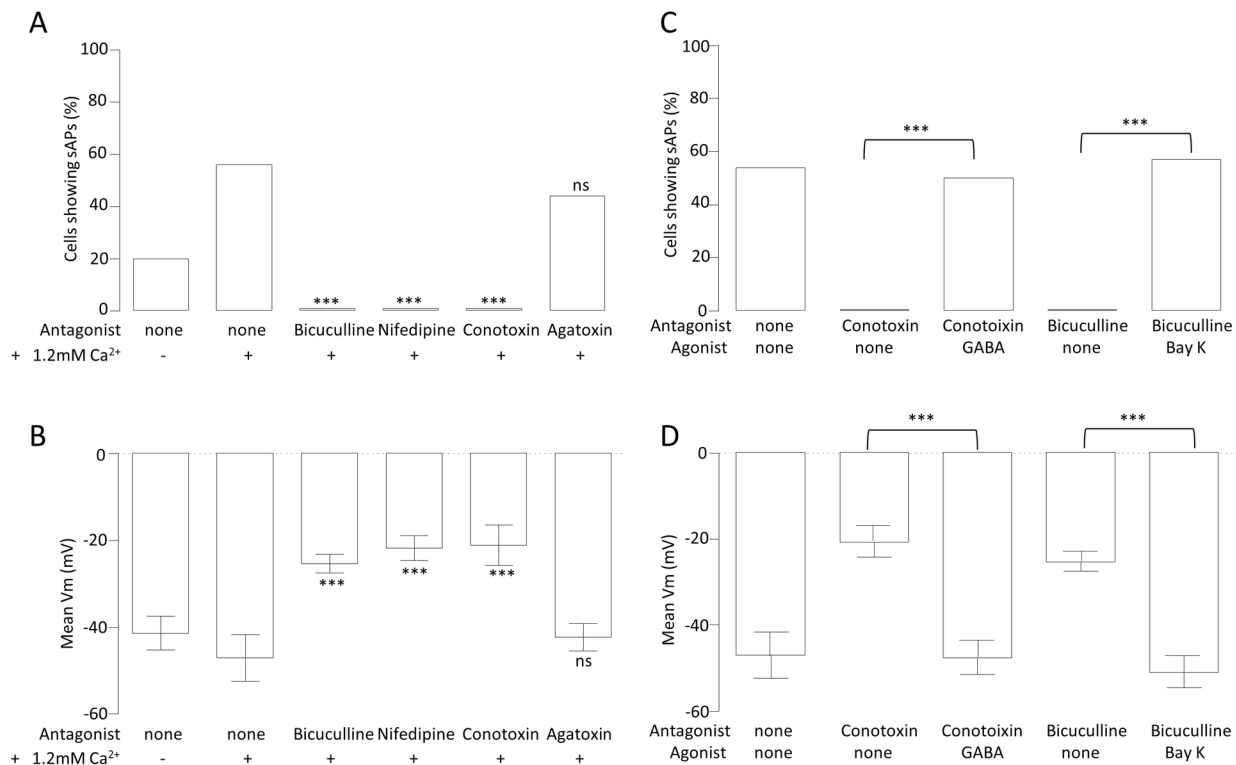 A
100
80
60
40
20
0
Cells showing sAPs (%)
ns
*** *** ***
Antagonist none none Bicuculline Nifedipine Conotoxin Agatoxin
+ 1.2mM Ca²⁺ - + + + + +
C
100
80
60
40
20
0
Cells showing sAPs (%)
*** ***
Antagonist none Conotoxin Conotoixin Bicuculline Bicuculline
Agonist none none GABA none Bay K
B
0
-20
-40
-60
Mean Vm (mV)
*** *** ***
ns
Antagonist none none Bicuculline Nifedipine Conotoxin Agatoxin
+ 1.2mM Ca²⁺ - + + + + +
D
0
-20
-40
-60
Mean Vm (mV)
*** ***
Antagonist none Conotoxin Conotoixin Bicuculline Bicuculline
Agonist none none GABA none Bay K